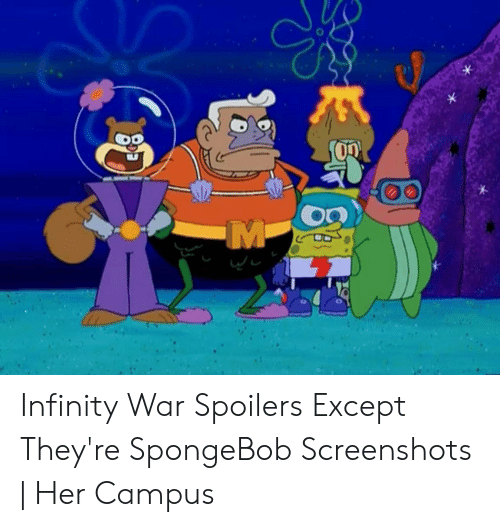 M
Infinity War Spoilers Except
They're SpongeBob Screenshots
| Her Campus